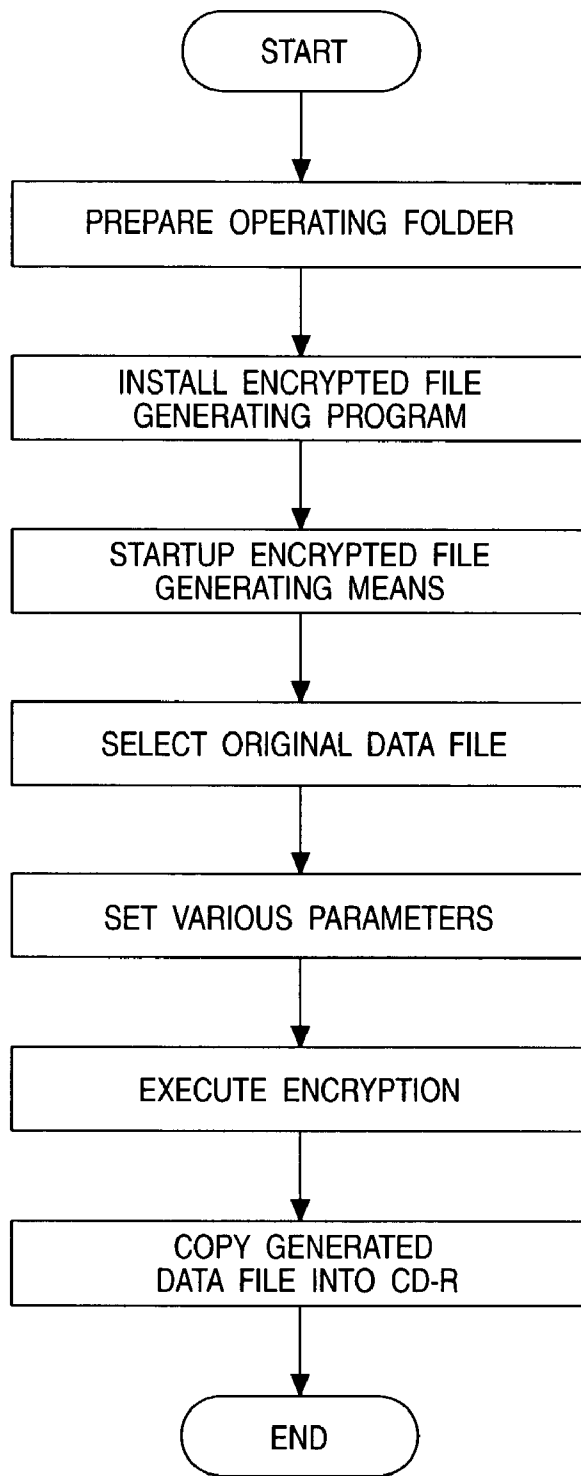 START
PREPARE OPERATING FOLDER
INSTALL ENCRYPTED FILE
GENERATING PROGRAM
STARTUP ENCRYPTED FILE
GENERATING MEANS
SELECT ORIGINAL DATA FILE
SET VARIOUS PARAMETERS
EXECUTE ENCRYPTION
COPY GENERATED
DATA FILE INTO CD-R
END